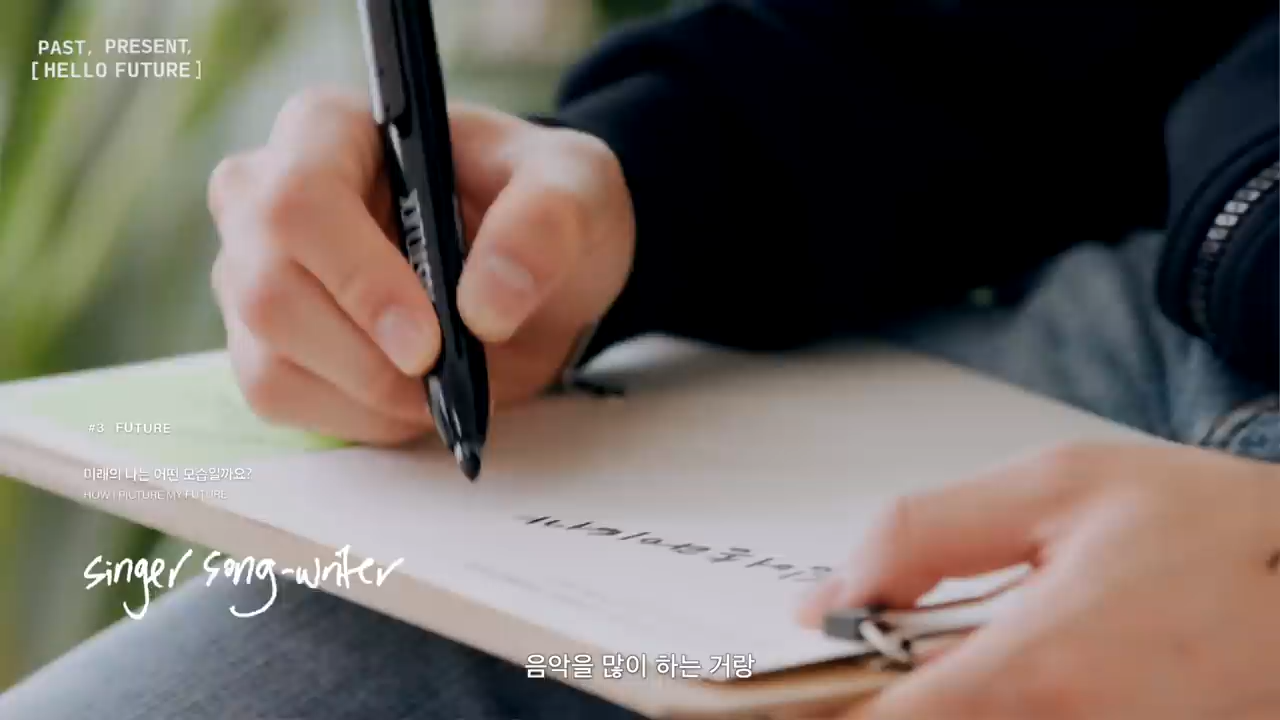 PAST, PRESENT,
[HELLO FUTURE]
#3 FUTURE
미래의 나는 어떤 모습일까요?
HOW I PICTURE MY FUTURE
singer song-writer
음악을 많이 하는 거랑